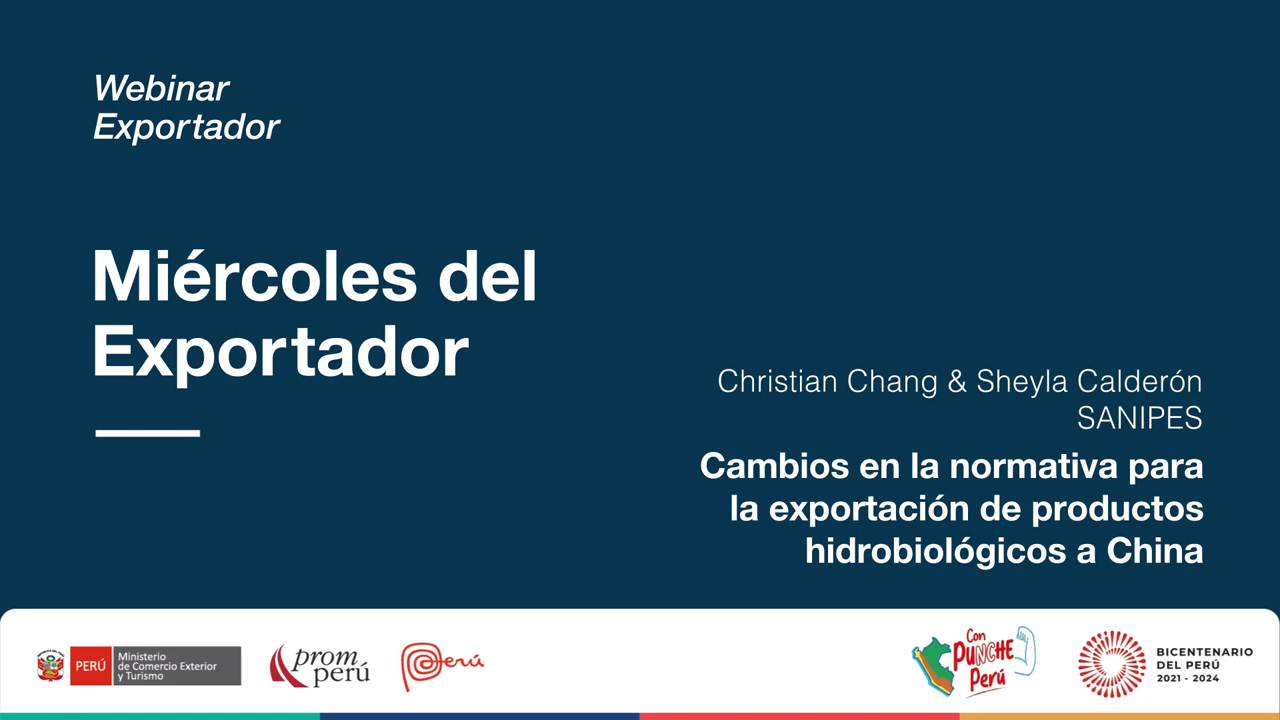 Webinar
Exportador
Miércoles del
Exportador
Christian Chang & Sheyla Calderón
SANIPES
Cambios en la normativa para
la exportación de productos
hidrobiológicos a China
PERÚ
Ministerio
de Comercio Exterior
y Turismo
prom
perú
Perú
Con
PUNCHE
Perú
BICENTENARIO
DEL PERÚ
2021 - 2024